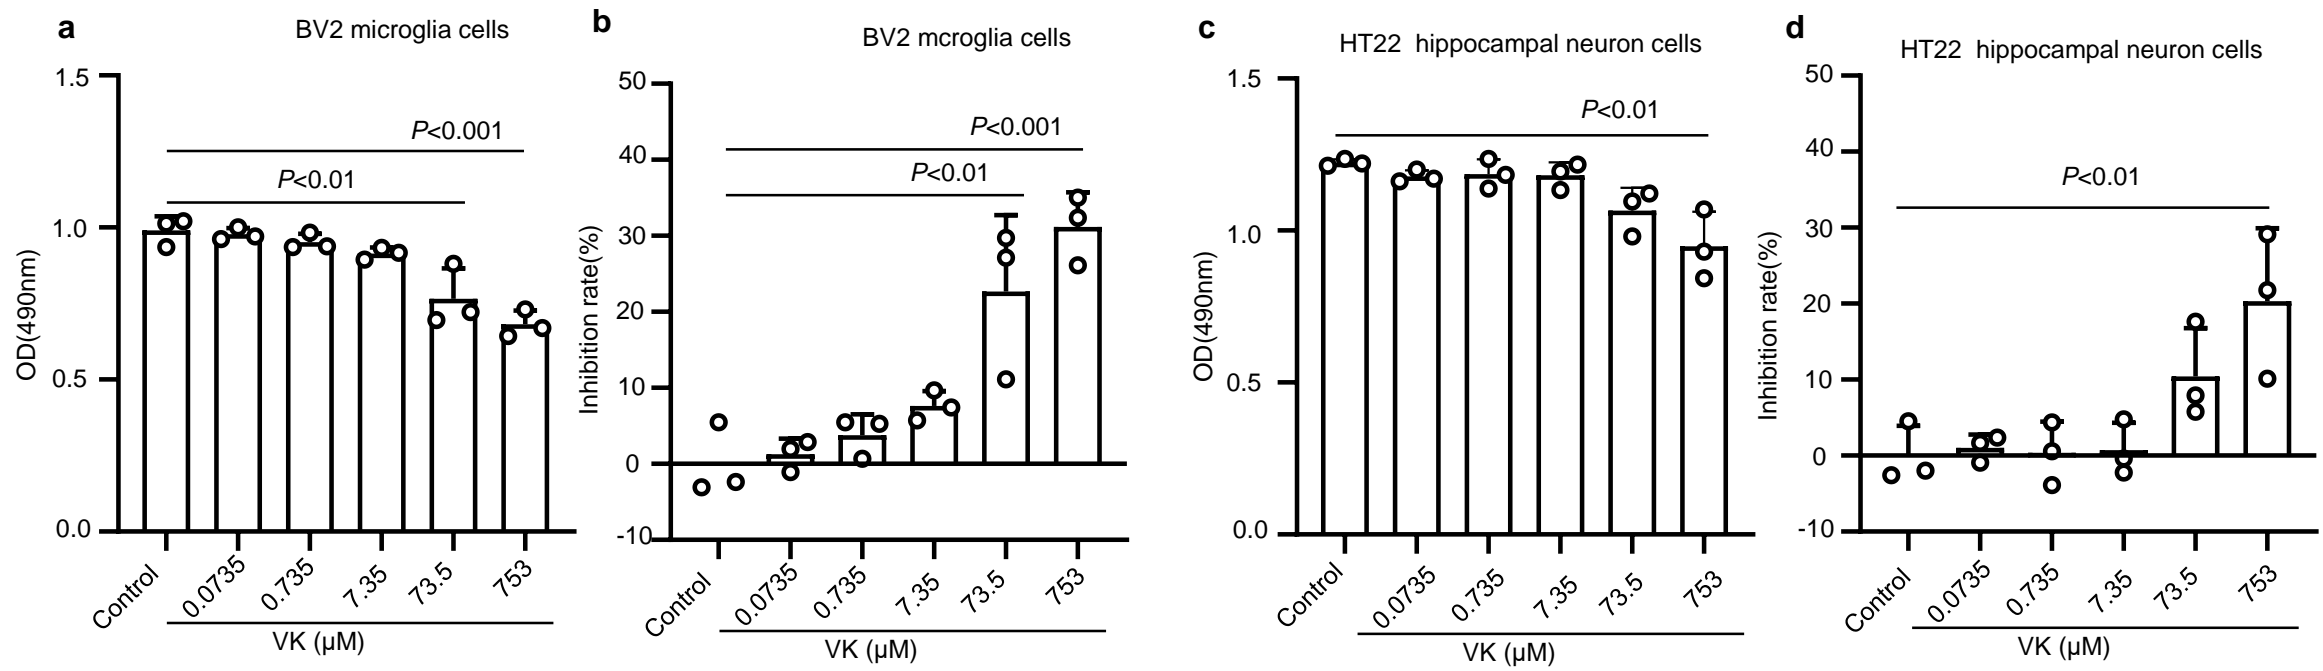 a
BV2 microglia cells
1.5
1.0
0.5
0.0
OD(490nm)
P<0.001
P<0.01
Control
0.0735
0.735
7.35
73.5
753
VK (μM)
b
BV2 mcroglia cells
50
40
30
20
10
0
-10
Inhibition rate(%)
P<0.001
P<0.01
Control
0.0735
0.735
7.35
73.5
753
VK (μM)
c
HT22 hippocampal neuron cells
1.5
1.0
0.5
0.0
OD(490nm)
P<0.01
Control
0.0735
0.735
7.35
73.5
753
VK (μM)
d
HT22 hippocampal neuron cells
50
40
30
20
10
0
-10
Inhibition rate(%)
P<0.01
Control
0.0735
0.735
7.35
73.5
753
VK (μM)